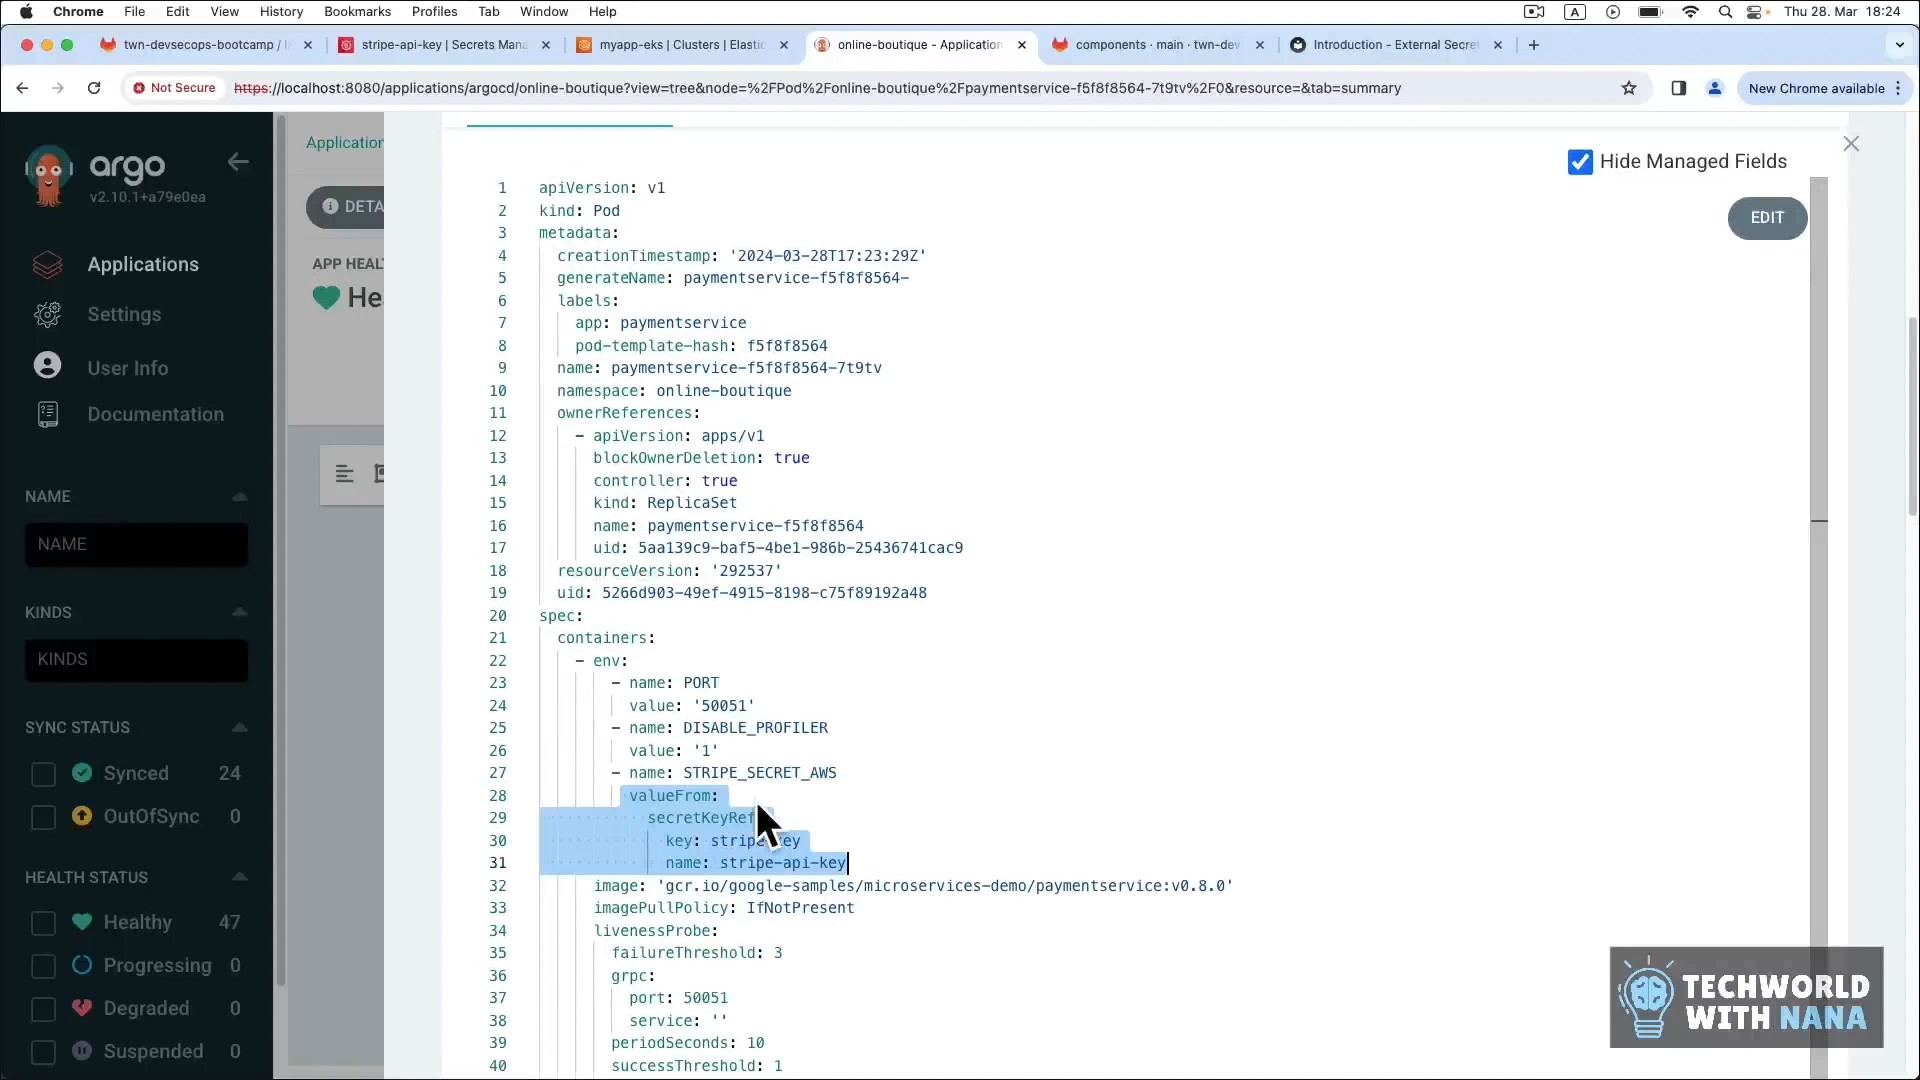 Chrome File Edit View History Bookmarks Profiles Tab Window Help A Thu 28. Mar 18:24
twn-devsecops-bootcamp / stripe-api-key | Secrets Mana myapp-eks | Clusters | Elastic online-boutique - Application components · main · twn-dev Introduction - External Secre
Not Secure https://localhost:8080/applications/argocd/online-boutique?view=tree&node=%2FPod%2Fonline-boutique%2Fpaymentservice-f5f8f8564-7t9tv%2F0&resource=&tab=summary New Chrome available
argo
v2.10.1+a79e0ea
Applications
Settings
User Info
Documentation
NAME
NAME
KINDS
KINDS
SYNC STATUS
Synced 24
OutOfSync 0
HEALTH STATUS
Healthy 47
Progressing 0
Degraded 0
Suspended 0
Application
DETA
APP HEAL
He
Hide Managed Fields
EDIT
1 apiVersion: v1
2 kind: Pod
3 metadata:
4 creationTimestamp: '2024-03-28T17:23:29Z'
5 generateName: paymentservice-f5f8f8564-
6 labels:
7 app: paymentservice
8 pod-template-hash: f5f8f8564
9 name: paymentservice-f5f8f8564-7t9tv
10 namespace: online-boutique
11 ownerReferences:
12 - apiVersion: apps/v1
13 blockOwnerDeletion: true
14 controller: true
15 kind: ReplicaSet
16 name: paymentservice-f5f8f8564
17 uid: 5aa139c9-baf5-4be1-986b-25436741cac9
18 resourceVersion: '292537'
19 uid: 5266d903-49ef-4915-8198-c75f89192a48
20 spec:
21 containers:
22 - env:
23 - name: PORT
24 value: '50051'
25 - name: DISABLE_PROFILER
26 value: '1'
27 - name: STRIPE_SECRET_AWS
28 valueFrom:
29 secretKeyRef
30 key: stripe-key
31 name: stripe-api-key
32 image: 'gcr.io/google-samples/microservices-demo/paymentservice:v0.8.0'
33 imagePullPolicy: IfNotPresent
34 livenessProbe:
35 failureThreshold: 3
36 grpc:
37 port: 50051
38 service: ''
39 periodSeconds: 10
40 successThreshold: 1
TECHWORLD
WITH NANA